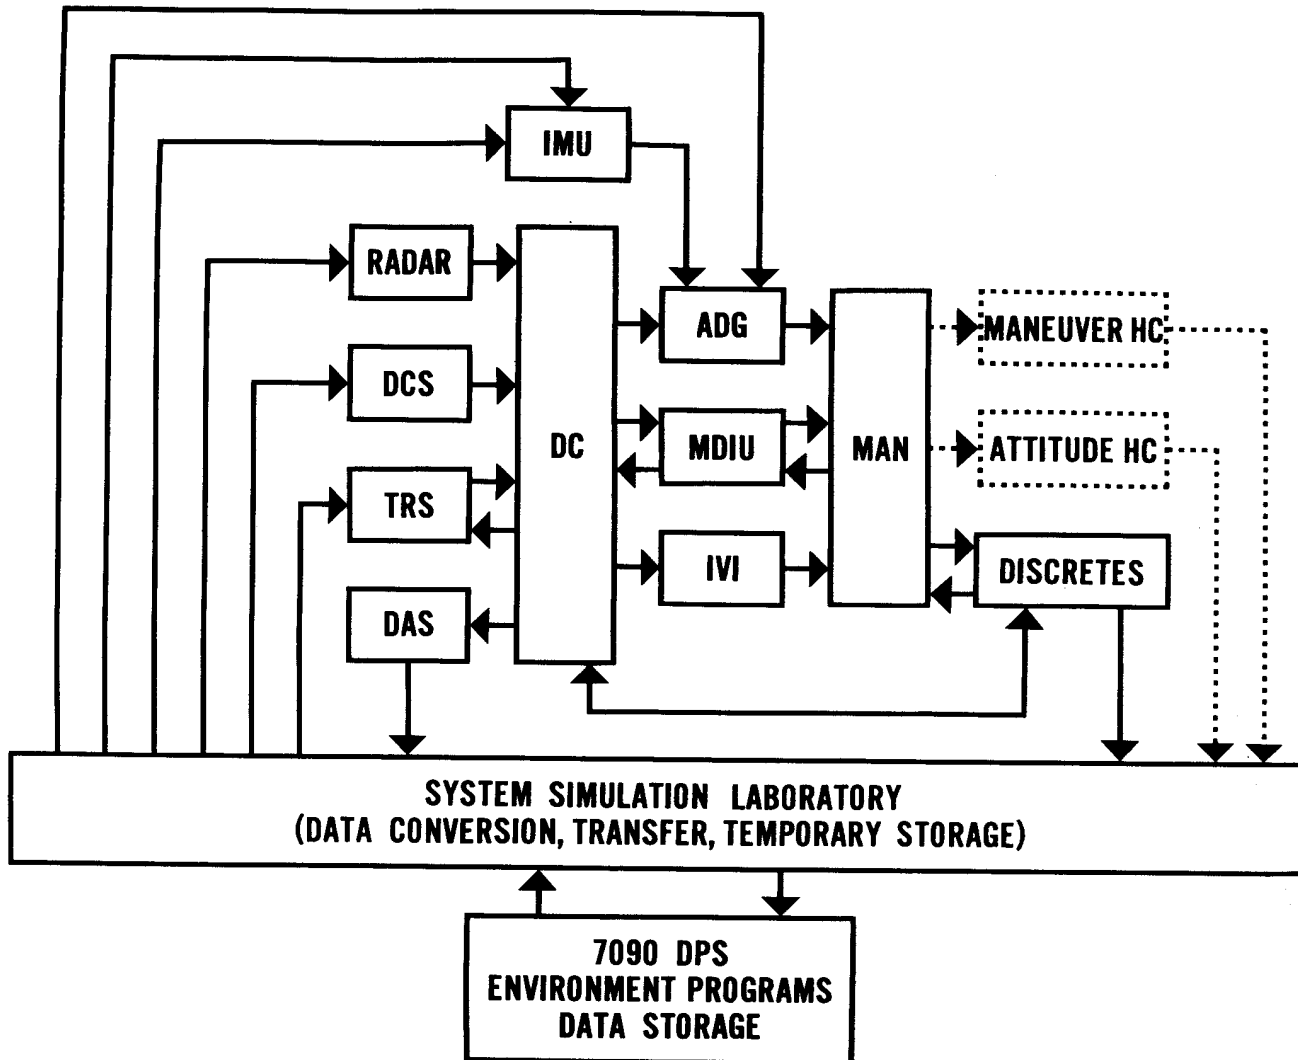 IMU
RADAR
ADG
MANEUVER HC
DCS
DC
MDIU
MAN
ATTITUDE HC
TRS
IVI
DISCRETES
DAS
SYSTEM SIMULATION LABORATORY
(DATA CONVERSION, TRANSFER, TEMPORARY STORAGE)
7090 DPS
ENVIRONMENT PROGRAMS
DATA STORAGE